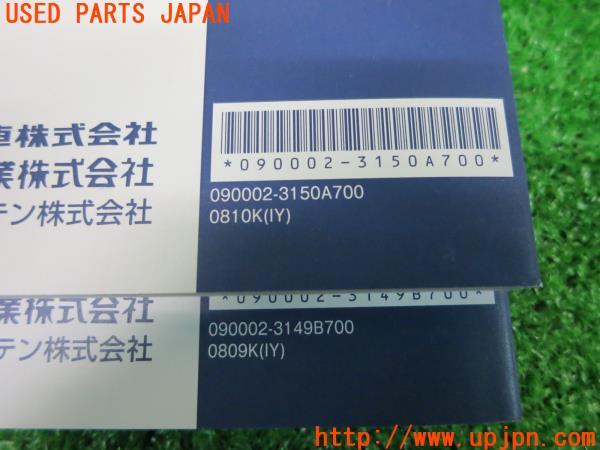 USED PARTS JAPAN
車株式会社
業株式会社
テン株式会社
*090002-3150A700*
090002-3150A700
0810K(IY)
業株式会社
テン株式会社
*090002-3149B700*
090002-3149B700
0809K(IY)
http://www.upjpn.com